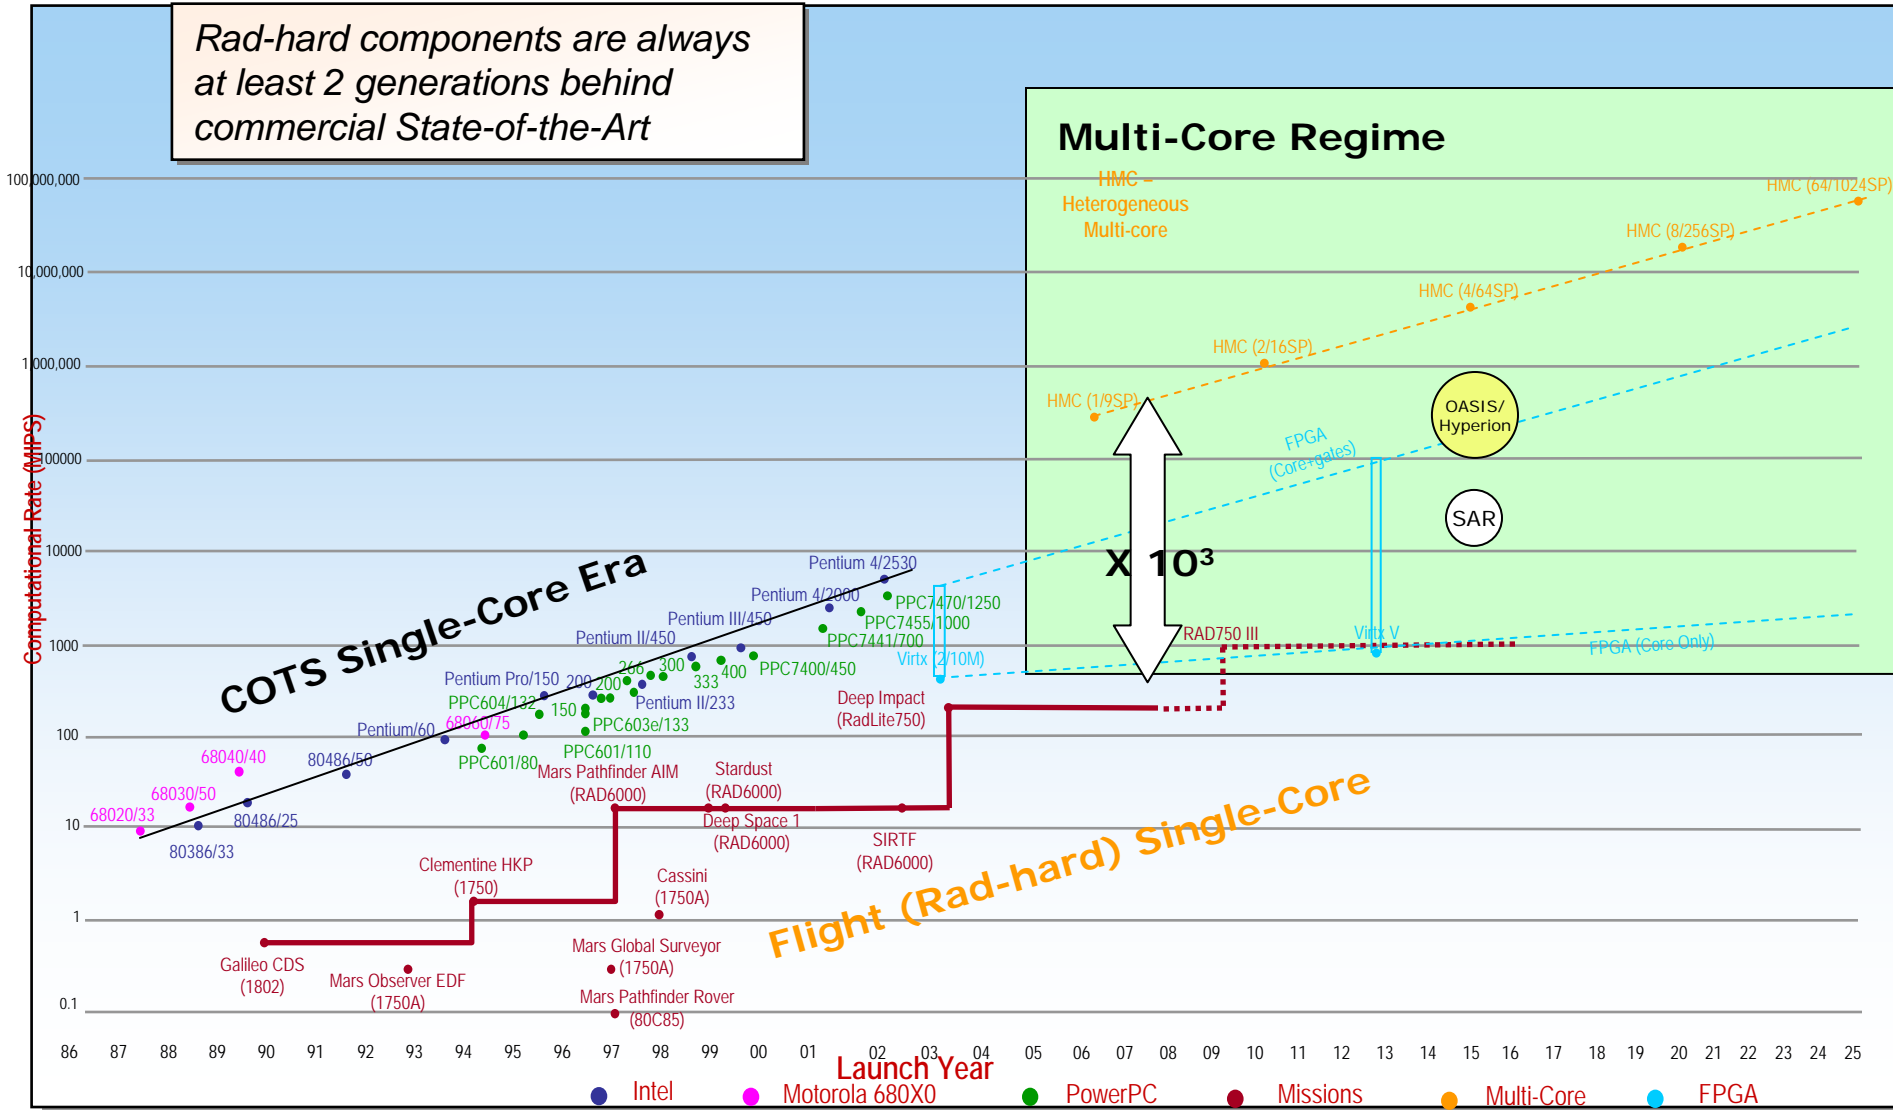 Rad-hard components are always
at least 2 generations behind
commercial State-of-the-Art
Multi-Core Regime
HMC –
Heterogeneous
Multi-core
HMC (64/1024SP)
HMC (8/256SP)
HMC (4/64SP)
HMC (2/16SP)
HMC (1/9SP)
100,000,000
10,000,000
1,000,000
100000
10000
1000
100
10
1
0.1
Computational Rate (MIPS)
OASIS/
Hyperion
FPGA
(Core+gates)
SAR
X 10³
COTS Single-Core Era
Pentium 4/2530
Pentium 4/2000
PPC7470/1250
Pentium III/450
PPC7455/1000
Pentium II/450
PPC7441/700
RAD750 III
Virtx V
FPGA (Core Only)
Virtx (2/10M)
266
300
400
PPC7400/450
333
Pentium Pro/150
200
200
PPC604/132
150
Pentium II/233
Deep Impact
(RadLite750)
68060/75
PPC603e/133
Pentium/60
PPC601/110
PPC601/80
68040/40
80486/50
Mars Pathfinder AIM
(RAD6000)
Stardust
(RAD6000)
68030/50
68020/33
80486/25
Deep Space 1
(RAD6000)
SIRTF
(RAD6000)
80386/33
Flight (Rad-hard) Single-Core
Clementine HKP
(1750)
Cassini
(1750A)
Mars Global Surveyor
(1750A)
Galileo CDS
(1802)
Mars Observer EDF
(1750A)
Mars Pathfinder Rover
(80C85)
86 87 88 89 90 91 92 93 94 95 96 97 98 99 00 01 02 03 04 05 06 07 08 09 10 11 12 13 14 15 16 17 18 19 20 21 22 23 24 25
Launch Year
Intel Motorola 680X0 PowerPC Missions Multi-Core FPGA